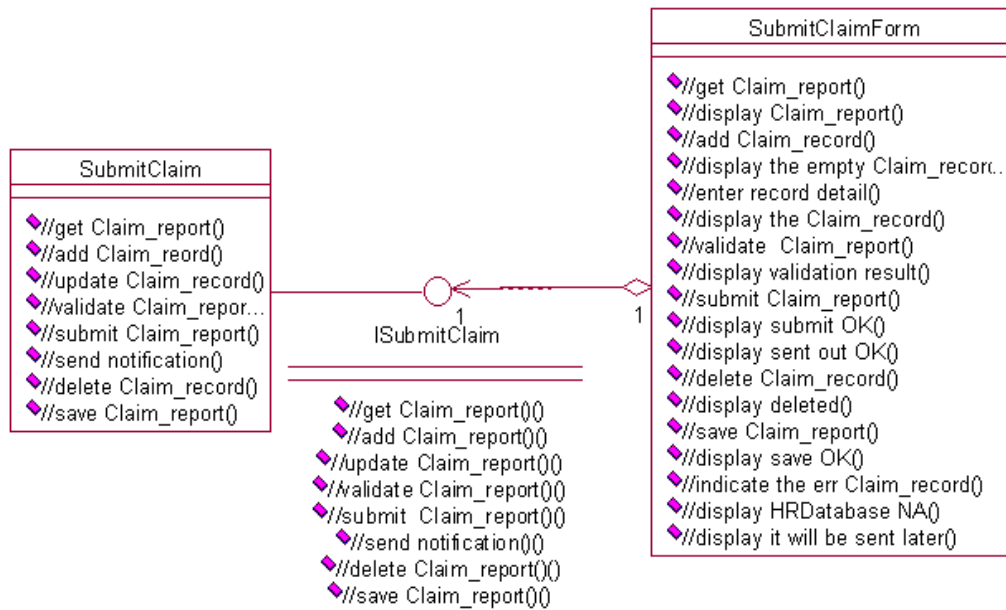 SubmitClaim
//get Claim_report()
//add Claim_reord()
//update Claim_record()
//validate Claim_repor...
//submit Claim_report()
//send notification()
//delete Claim_record()
//save Claim_report()
1
1
ISubmitClaim
//get Claim_report()()
//add Claim_report()()
//update Claim_report()()
//validate Claim_report()()
//submit Claim_report()()
//send notification()()
//delete Claim_report()()
//save Claim_report()()
SubmitClaimForm
//get Claim_report()
//display Claim_report()
//add Claim_record()
//display the empty Claim_recor...
//enter record detail()
//display the Claim_record()
//validate Claim_report()
//display validation result()
//submit Claim_report()
//display submit OK()
//display sent out OK()
//delete Claim_record()
//display deleted()
//save Claim_report()
//display save OK()
//indicate the err Claim_record()
//display HRDatabase NA()
//display it will be sent later()